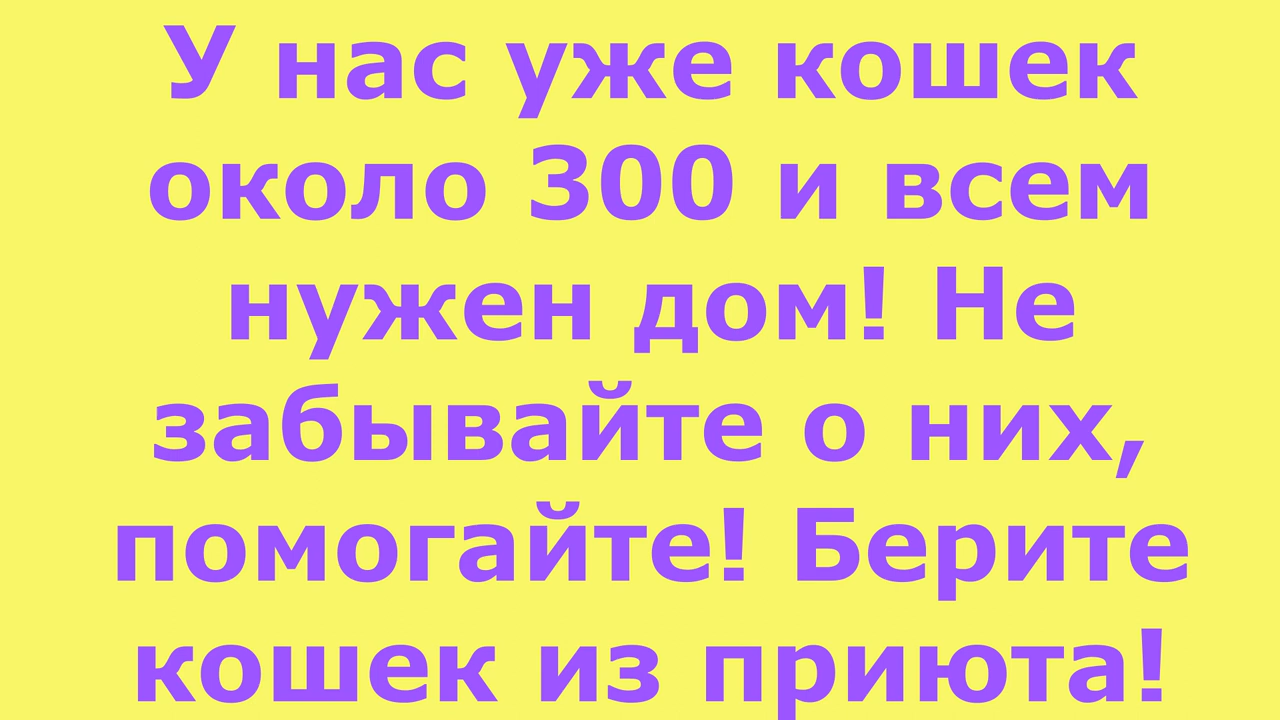 У нас уже кошек
около 300 и всем
нужен дом! Не
забывайте о них,
помогайте! Берите
кошек из приюта!